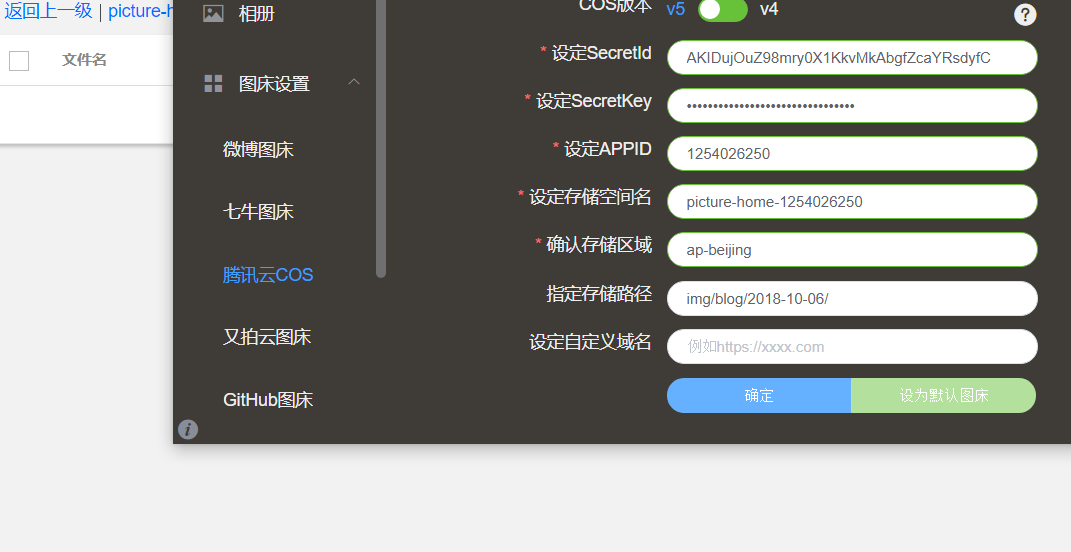 返回上一级 | picture-h
文件名
相册
图床设置
微博图床
七牛图床
腾讯云COS
又拍云图床
GitHub图床
COS版本 v5 v4
* 设定SecretId AKIDujOuZ98mry0X1KkvMkAbgfZcaYRsdyfC
* 设定SecretKey ••••••••••••••••••••••••••••••••
* 设定APPID 1254026250
* 设定存储空间名 picture-home-1254026250
* 确认存储区域 ap-beijing
指定存储路径 img/blog/2018-10-06/
设定自定义域名 例如https://xxxx.com
确定 设为默认图床